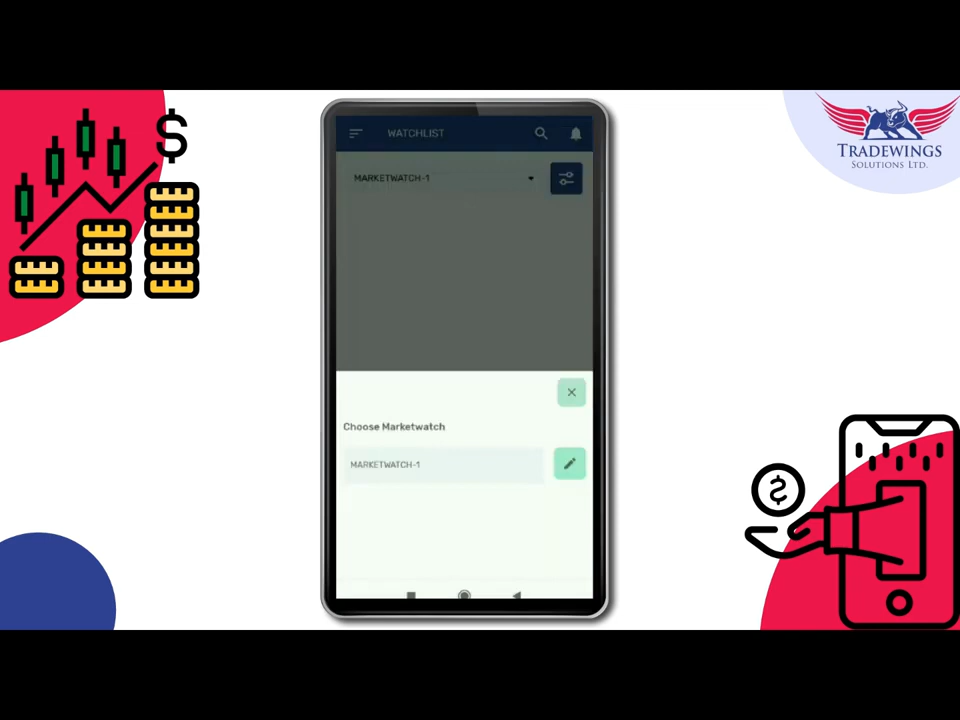 WATCHLIST
MARKETWATCH-1
Choose Marketwatch
MARKETWATCH-1
TRADEWINGS
SOLUTIONS LTD.
$
$